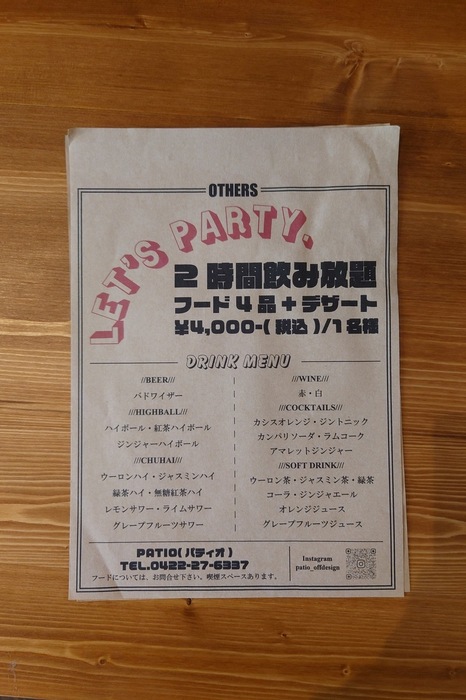 OTHERS
LET'S PARTY.
2時間飲み放題
フード4品+デザート
¥4,000-(税込)/1名様
DRINK MENU
///BEER///
バドワイザー
///HIGHBALL///
ハイボール・紅茶ハイボール
ジンジャーハイボール
///CHUHAI///
ウーロンハイ・ジャスミンハイ
緑茶ハイ・無糖紅茶ハイ
レモンサワー・ライムサワー
グレープフルーツサワー
///WINE///
赤・白
///COCKTAILS///
カシスオレンジ・ジントニック
カンパリソーダ・ラムコーク
アマレットジンジャー
///SOFT DRINK///
ウーロン茶・ジャスミン茶・緑茶
コーラ・ジンジャエール
オレンジジュース
グレープフルーツジュース
PATIO(パティオ)
TEL.0422-27-6337
フードについては、お問合せ下さい。喫煙スペースあります。
Instagram
patio_offdesign